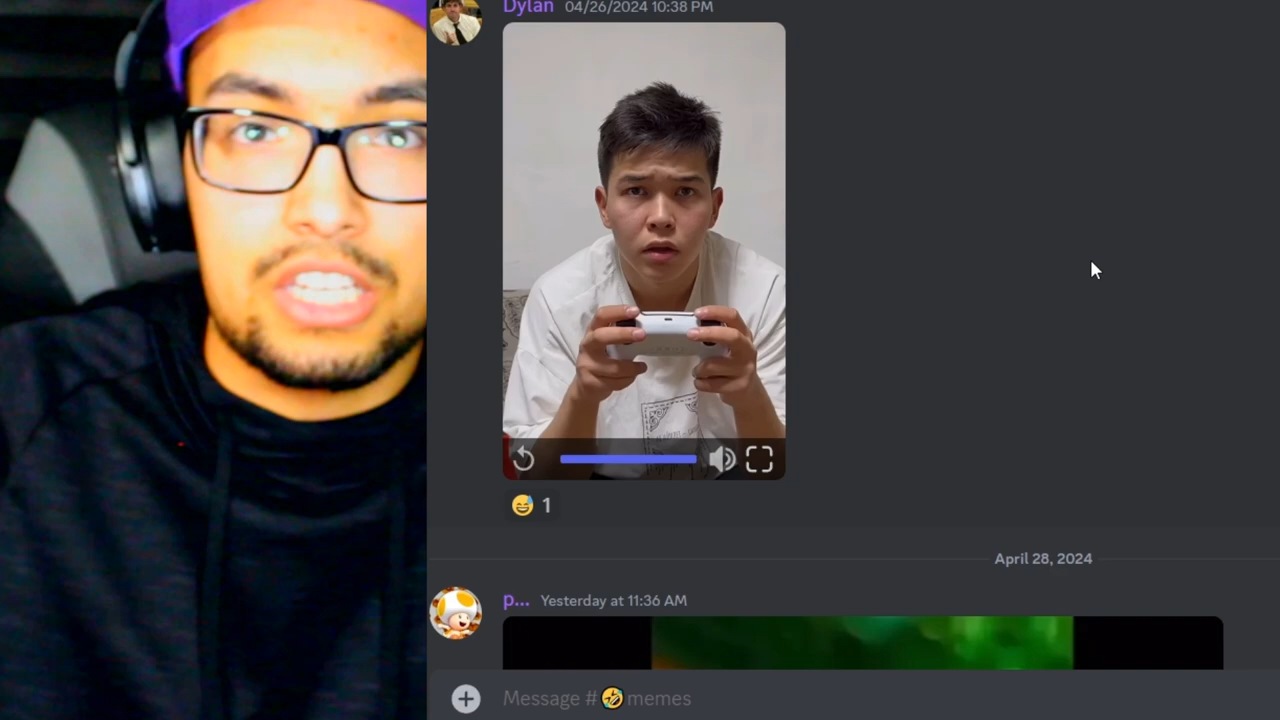 Dylan 04/26/2024 10:38 PM
1
April 28, 2024
p... Yesterday at 11:36 AM
Message # memes